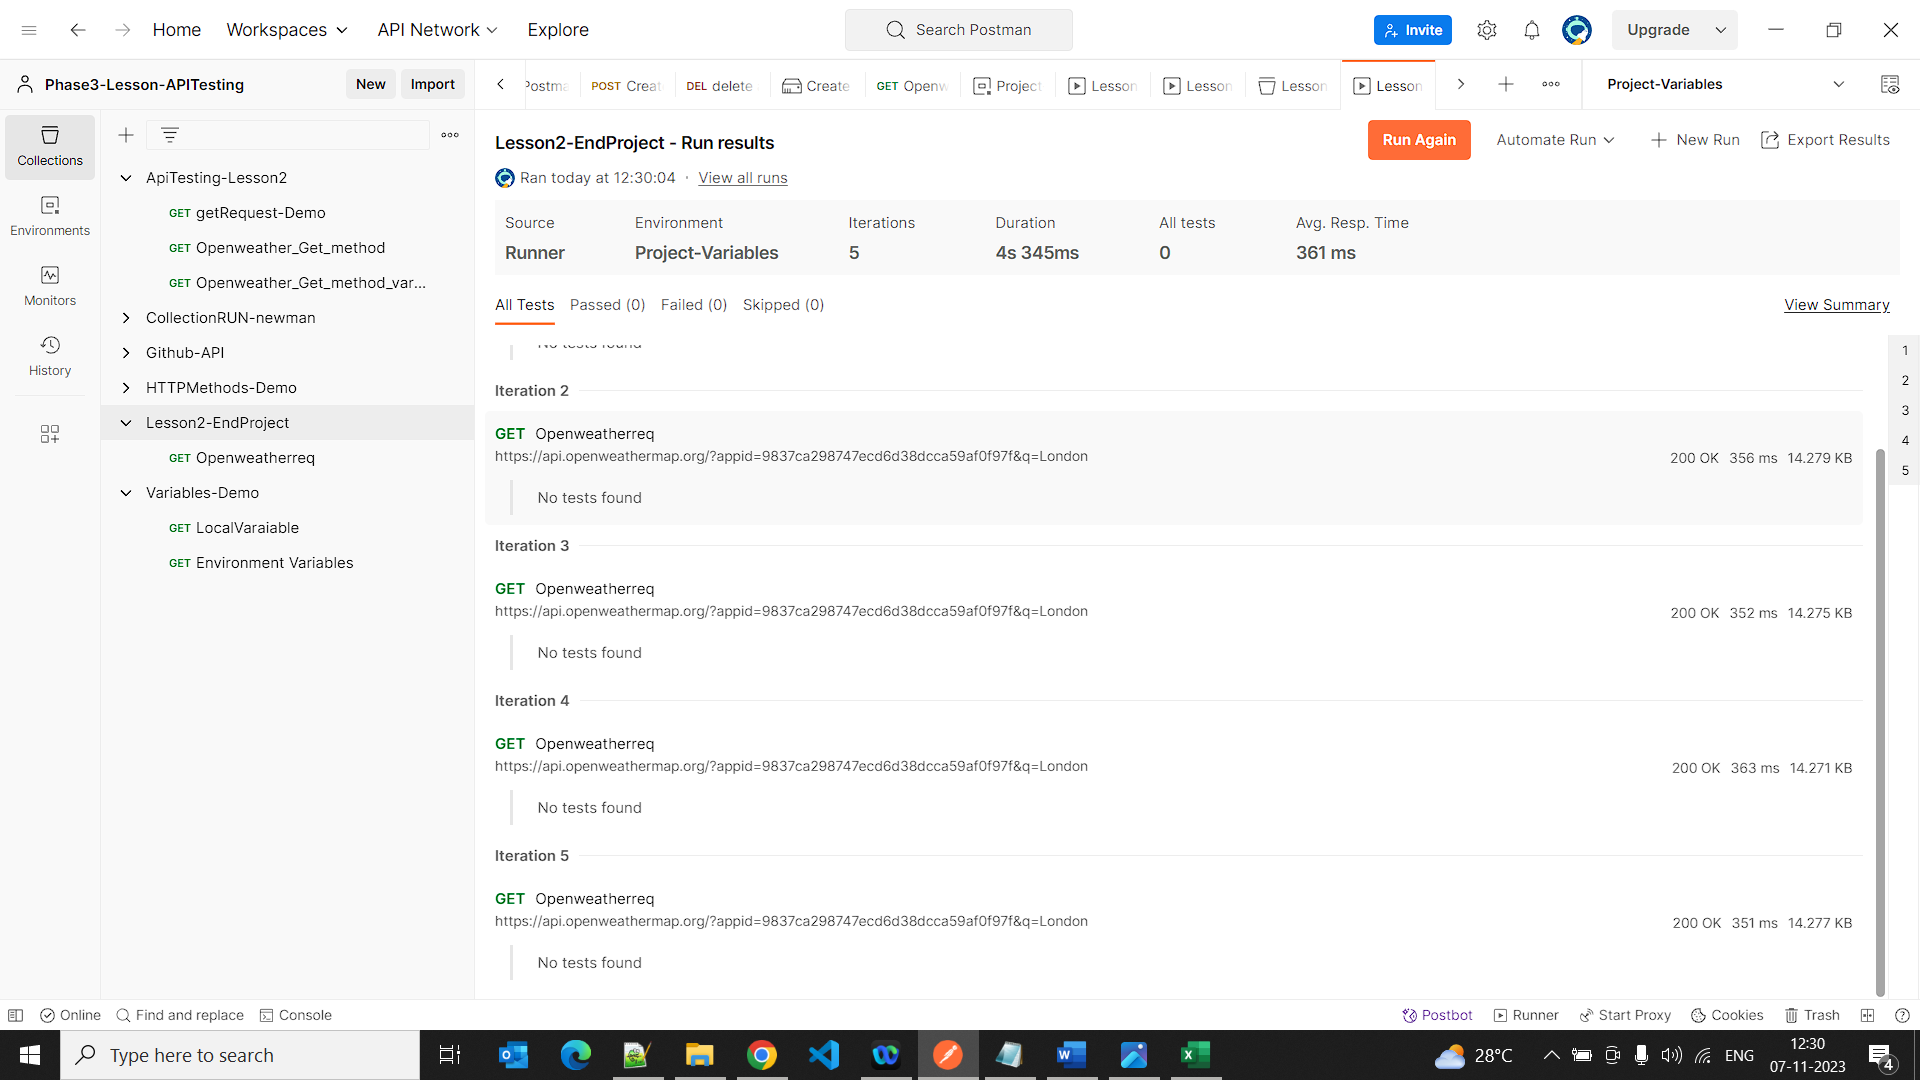 Home Workspaces API Network Explore Search Postman Invite Upgrade
Phase3-Lesson-APITesting New Import Postma POST Creat DEL delete Create GET Openw Project Lesson Lesson Lesson Lesson Project-Variables
Collections
Environments
Monitors
History
ApiTesting-Lesson2
GET getRequest-Demo
GET Openweather_Get_method
GET Openweather_Get_method_var...
CollectionRUN-newman
Github-API
HTTPMethods-Demo
Lesson2-EndProject
GET Openweatherreq
Variables-Demo
GET LocalVaraiable
GET Environment Variables
Lesson2-EndProject - Run results Run Again Automate Run New Run Export Results
Ran today at 12:30:04 · View all runs
Source Environment Iterations Duration All tests Avg. Resp. Time
Runner Project-Variables 5 4s 345ms 0 361 ms
All Tests Passed (0) Failed (0) Skipped (0) View Summary
No tests found
Iteration 2
GET Openweatherreq
https://api.openweathermap.org/?appid=9837ca298747ecd6d38dcca59af0f97f&q=London 200 OK 356 ms 14.279 KB
No tests found
Iteration 3
GET Openweatherreq
https://api.openweathermap.org/?appid=9837ca298747ecd6d38dcca59af0f97f&q=London 200 OK 352 ms 14.275 KB
No tests found
Iteration 4
GET Openweatherreq
https://api.openweathermap.org/?appid=9837ca298747ecd6d38dcca59af0f97f&q=London 200 OK 363 ms 14.271 KB
No tests found
Iteration 5
GET Openweatherreq
https://api.openweathermap.org/?appid=9837ca298747ecd6d38dcca59af0f97f&q=London 200 OK 351 ms 14.277 KB
No tests found
1
2
3
4
5
Online Find and replace Console Postbot Runner Start Proxy Cookies Trash
Type here to search 28°C ENG 12:30
07-11-2023 4